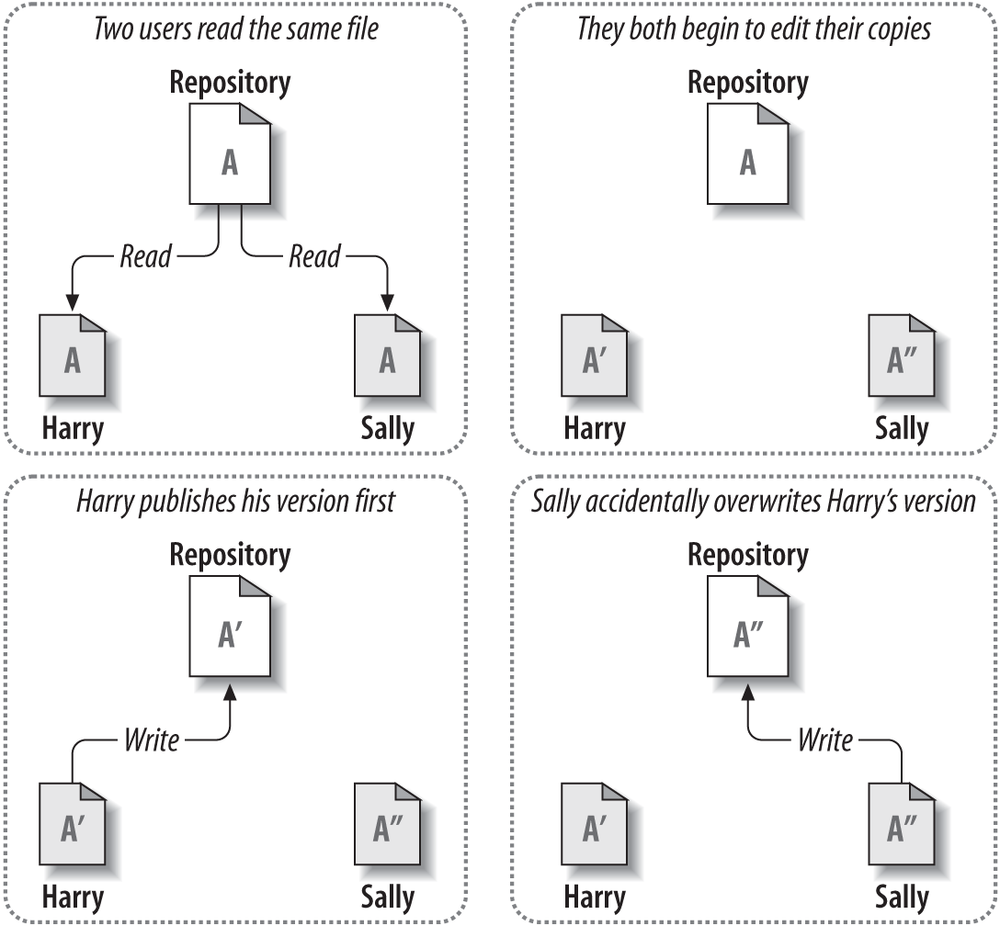 Two users read the same file
Repository
A
Read
Read
A
A
Harry
Sally
They both begin to edit their copies
Repository
A
A′
A″
Harry
Sally
Harry publishes his version first
Repository
A′
Write
A′
A″
Harry
Sally
Sally accidentally overwrites Harry’s version
Repository
A″
Write
A′
A″
Harry
Sally